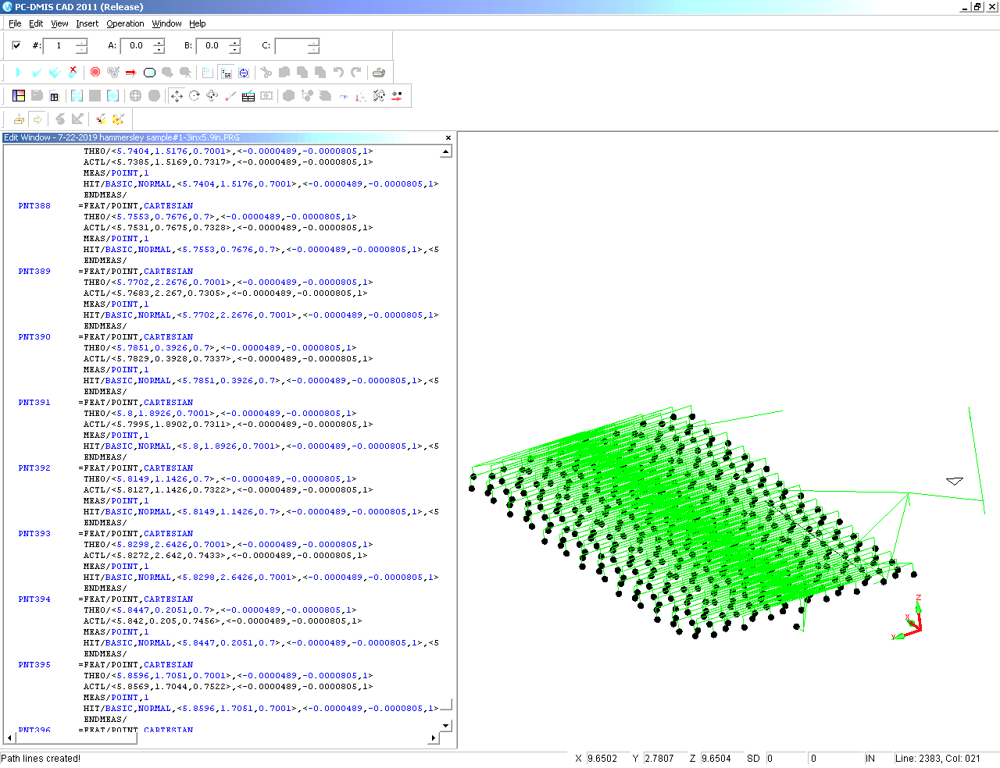 PC-DMIS CAD 2011 (Release)
File Edit View Insert Operation Window Help
#: 1 A: 0.0 B: 0.0 C:
Edit Window - 7-22-2019 hammersley sample#1-3inx5.9in.PRG
THEO/<5.7404,1.5176,0.7001>,<-0.0000489,-0.0000805,1>
ACTL/<5.7385,1.5169,0.7317>,<-0.0000489,-0.0000805,1>
MEAS/POINT,1
HIT/BASIC,NORMAL,<5.7404,1.5176,0.7001>,<-0.0000489,-0.0000805,1>
ENDMEAS/
PNT388 =FEAT/POINT,CARTESIAN
THEO/<5.7553,0.7676,0.7>,<-0.0000489,-0.0000805,1>
ACTL/<5.7531,0.7675,0.7328>,<-0.0000489,-0.0000805,1>
MEAS/POINT,1
HIT/BASIC,NORMAL,<5.7553,0.7676,0.7>,<-0.0000489,-0.0000805,1>,<5
ENDMEAS/
PNT389 =FEAT/POINT,CARTESIAN
THEO/<5.7702,2.2676,0.7001>,<-0.0000489,-0.0000805,1>
ACTL/<5.7683,2.267,0.7305>,<-0.0000489,-0.0000805,1>
MEAS/POINT,1
HIT/BASIC,NORMAL,<5.7702,2.2676,0.7001>,<-0.0000489,-0.0000805,1>
ENDMEAS/
PNT390 =FEAT/POINT,CARTESIAN
THEO/<5.7851,0.3926,0.7>,<-0.0000489,-0.0000805,1>
ACTL/<5.7829,0.3928,0.7337>,<-0.0000489,-0.0000805,1>
MEAS/POINT,1
HIT/BASIC,NORMAL,<5.7851,0.3926,0.7>,<-0.0000489,-0.0000805,1>,<5
ENDMEAS/
PNT391 =FEAT/POINT,CARTESIAN
THEO/<5.8,1.8926,0.7001>,<-0.0000489,-0.0000805,1>
ACTL/<5.7995,1.8902,0.7311>,<-0.0000489,-0.0000805,1>
MEAS/POINT,1
HIT/BASIC,NORMAL,<5.8,1.8926,0.7001>,<-0.0000489,-0.0000805,1>,<5
ENDMEAS/
PNT392 =FEAT/POINT,CARTESIAN
THEO/<5.8149,1.1426,0.7>,<-0.0000489,-0.0000805,1>
ACTL/<5.8127,1.1426,0.7322>,<-0.0000489,-0.0000805,1>
MEAS/POINT,1
HIT/BASIC,NORMAL,<5.8149,1.1426,0.7>,<-0.0000489,-0.0000805,1>,<5
ENDMEAS/
PNT393 =FEAT/POINT,CARTESIAN
THEO/<5.8298,2.6426,0.7001>,<-0.0000489,-0.0000805,1>
ACTL/<5.8272,2.642,0.7433>,<-0.0000489,-0.0000805,1>
MEAS/POINT,1
HIT/BASIC,NORMAL,<5.8298,2.6426,0.7001>,<-0.0000489,-0.0000805,1>
ENDMEAS/
PNT394 =FEAT/POINT,CARTESIAN
THEO/<5.8447,0.2051,0.7>,<-0.0000489,-0.0000805,1>
ACTL/<5.842,0.205,0.7456>,<-0.0000489,-0.0000805,1>
MEAS/POINT,1
HIT/BASIC,NORMAL,<5.8447,0.2051,0.7>,<-0.0000489,-0.0000805,1>,<5
ENDMEAS/
PNT395 =FEAT/POINT,CARTESIAN
THEO/<5.8596,1.7051,0.7001>,<-0.0000489,-0.0000805,1>
ACTL/<5.8569,1.7044,0.7522>,<-0.0000489,-0.0000805,1>
MEAS/POINT,1
HIT/BASIC,NORMAL,<5.8596,1.7051,0.7001>,<-0.0000489,-0.0000805,1>
ENDMEAS/
PNT396 =FEAT/POINT,CARTESIAN
Z
X
Y
Path lines created! X 9.6502 Y 2.7807 Z 9.6504 SD 0 0 IN Line: 2383, Col: 021